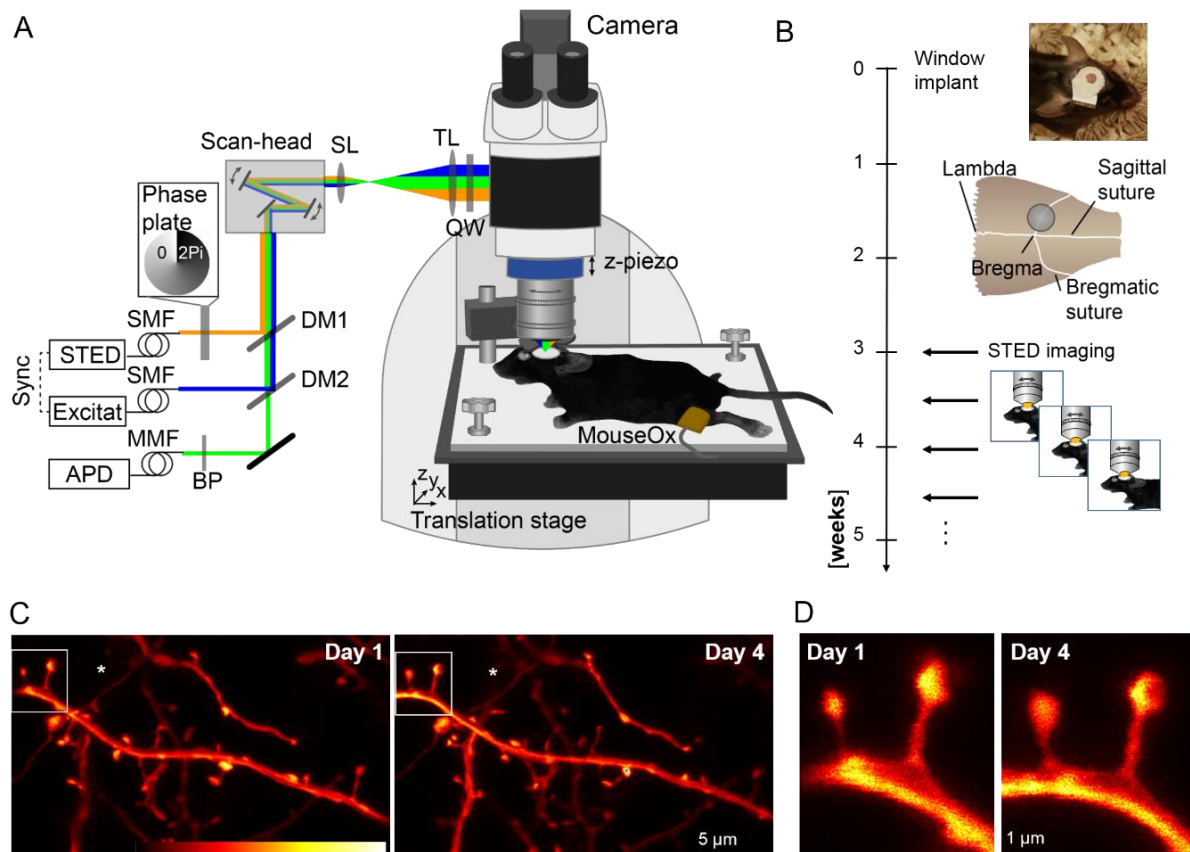 A
Camera
Scan-head
SL
TL
QW
Phase
plate
0
2Pi
z-piezo
SMF
DM1
STED
Sync
SMF
DM2
Excitat
MMF
APD
BP
MouseOx
z
y
x
Translation stage
B
0
Window
implant
1
Lambda
Sagittal
suture
2
Bregma
Bregmatic
suture
3
STED imaging
4
5
[weeks]
C
Day 1
*
Day 4
*
5 µm
D
Day 1
Day 4
1 µm